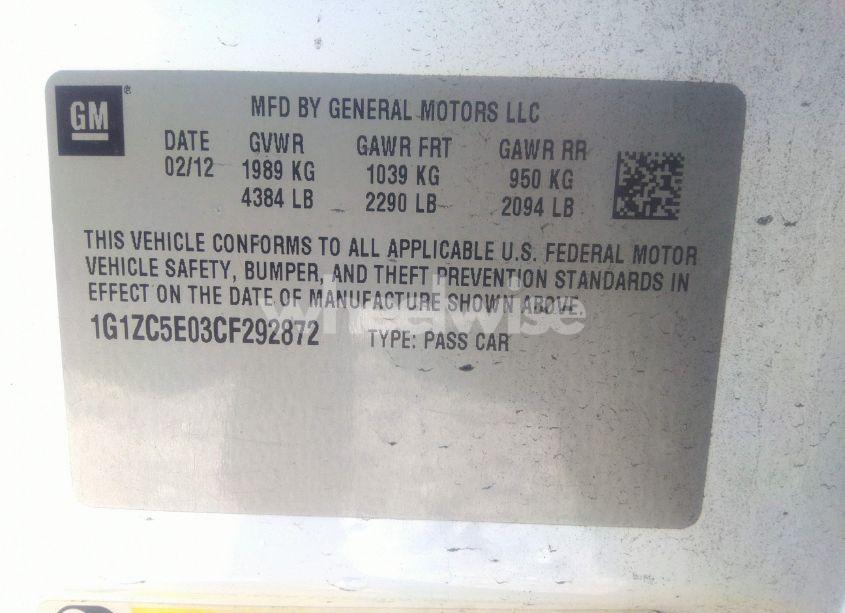 GM®
MFD BY GENERAL MOTORS LLC
DATE GVWR GAWR FRT GAWR RR
02/12 1989 KG 1039 KG 950 KG
4384 LB 2290 LB 2094 LB
THIS VEHICLE CONFORMS TO ALL APPLICABLE U.S. FEDERAL MOTOR
VEHICLE SAFETY, BUMPER, AND THEFT PREVENTION STANDARDS IN
EFFECT ON THE DATE OF MANUFACTURE SHOWN ABOVE
wheelwise
1G1ZC5E03CF292872 TYPE: PASS CAR